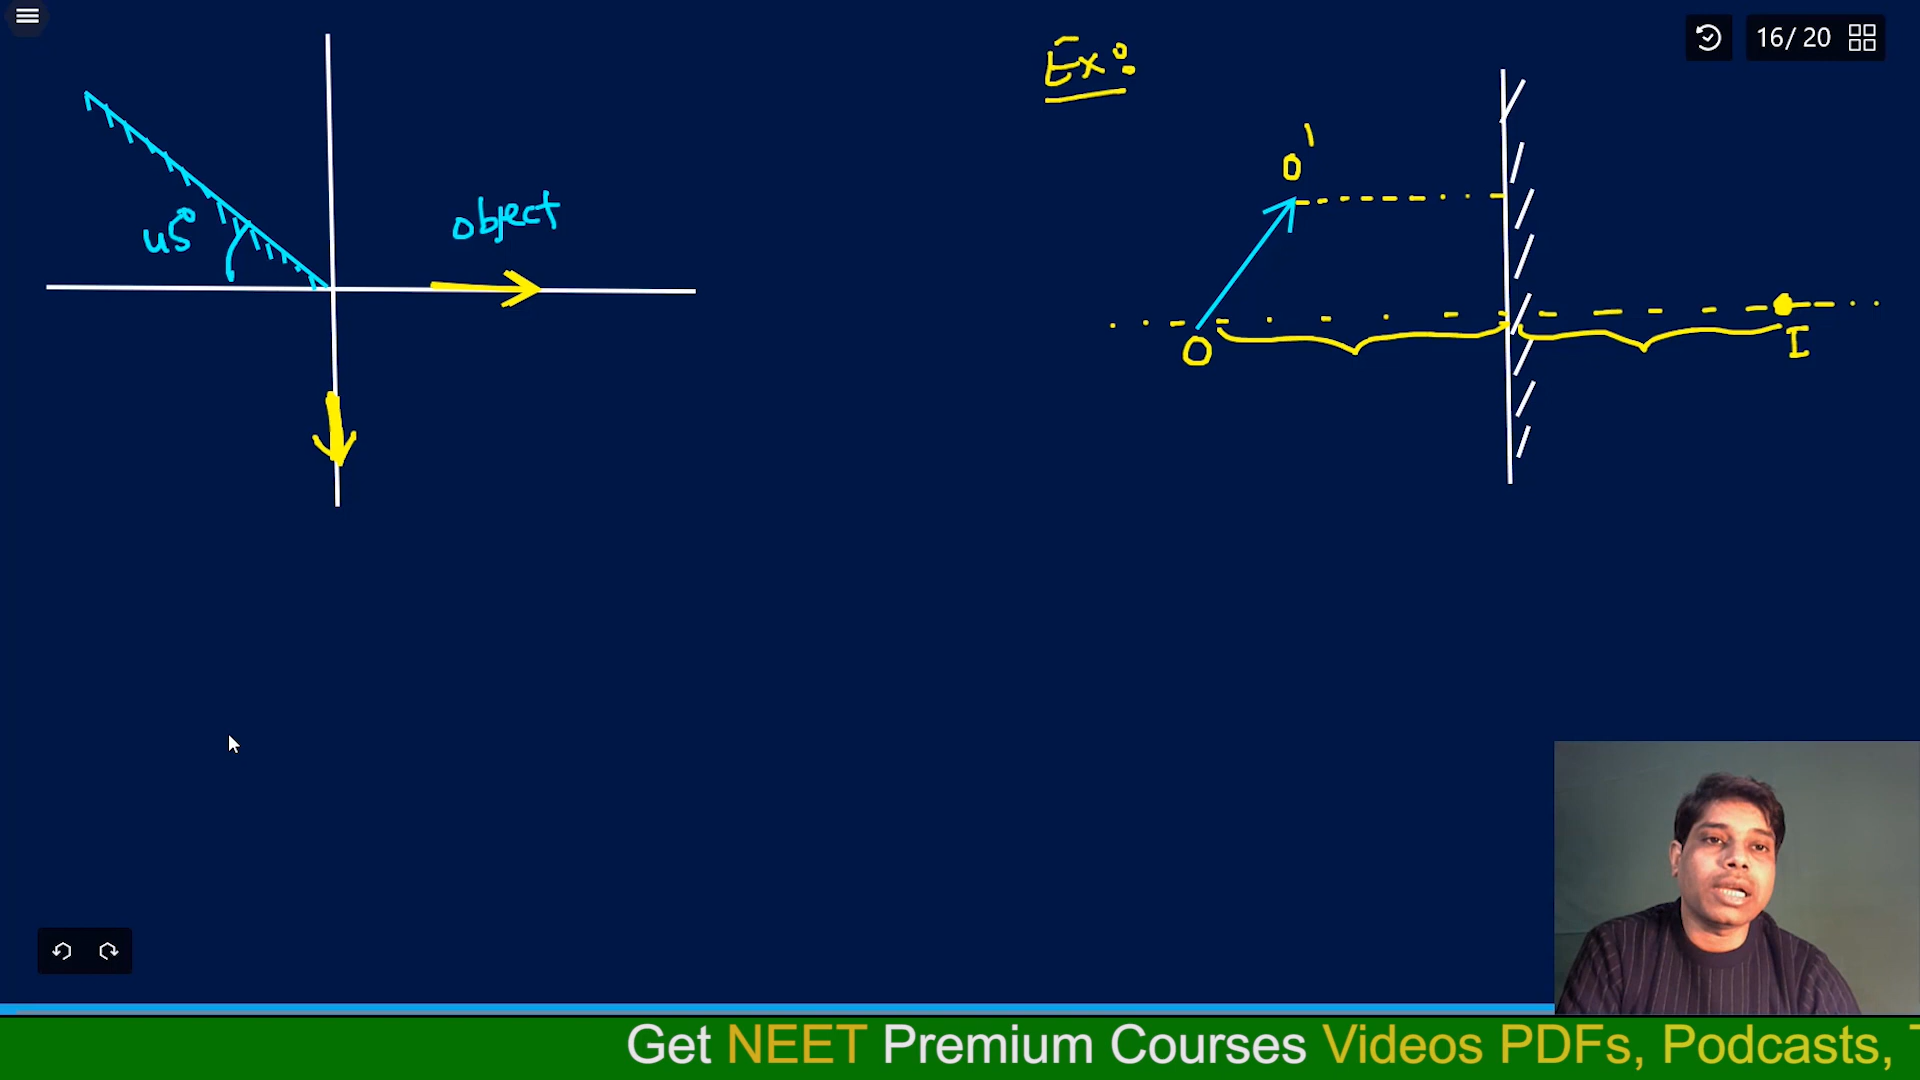 16/ 20
Ex:
O'
object
45°
O
I
Get NEET Premium Courses Videos PDFs, Podcasts,